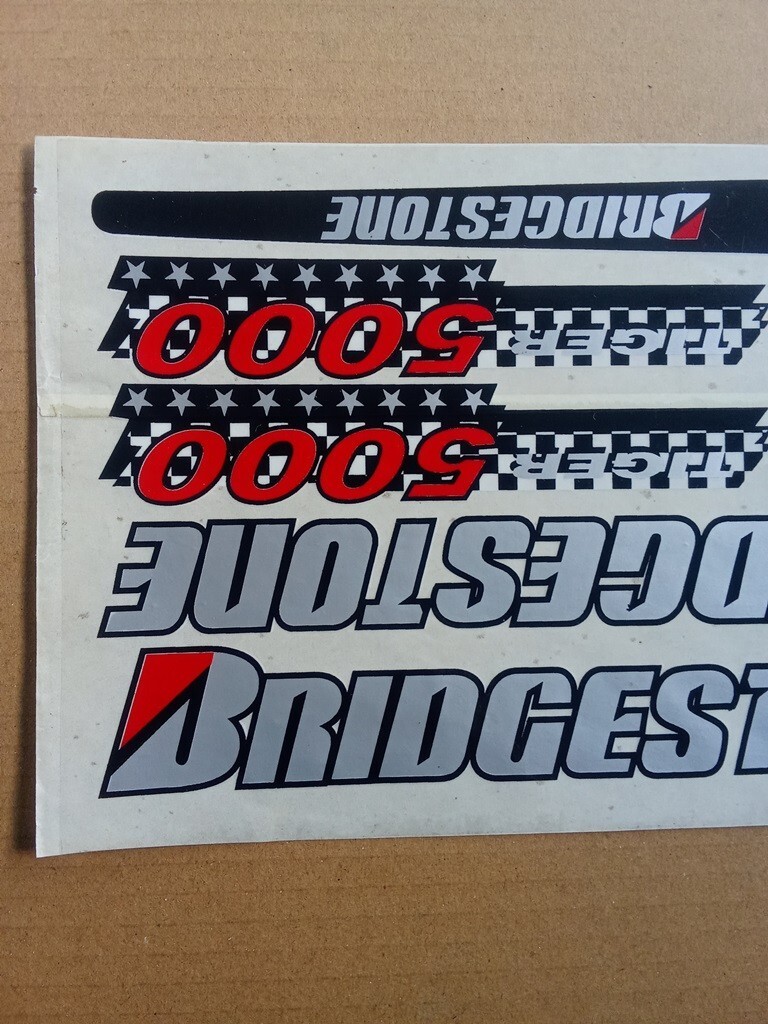 BRIDGESTONE
TIGER 5000
TIGER 5000
DGESTONE
BRIDGEST